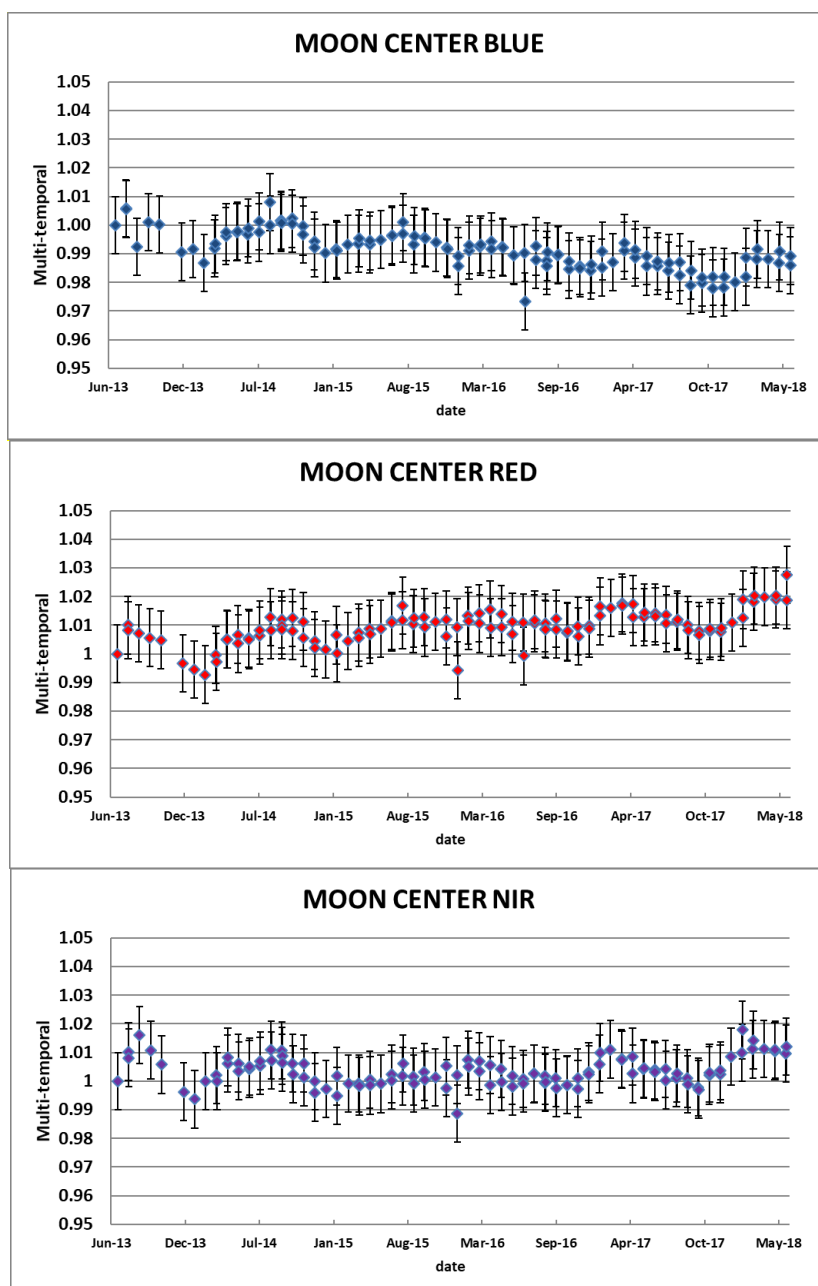 MOON CENTER BLUE
1.05
1.04
1.03
1.02
1.01
1.00
0.99
0.98
0.97
0.96
0.95
Multi-temporal
Jun-13 Dec-13 Jul-14 Jan-15 Aug-15 Mar-16 Sep-16 Apr-17 Oct-17 May-18
date
MOON CENTER RED
1.05
1.04
1.03
1.02
1.01
1
0.99
0.98
0.97
0.96
0.95
Multi-temporal
Jun-13 Dec-13 Jul-14 Jan-15 Aug-15 Mar-16 Sep-16 Apr-17 Oct-17 May-18
date
MOON CENTER NIR
1.05
1.04
1.03
1.02
1.01
1
0.99
0.98
0.97
0.96
0.95
Multi-temporal
Jun-13 Dec-13 Jul-14 Jan-15 Aug-15 Mar-16 Sep-16 Apr-17 Oct-17 May-18
date